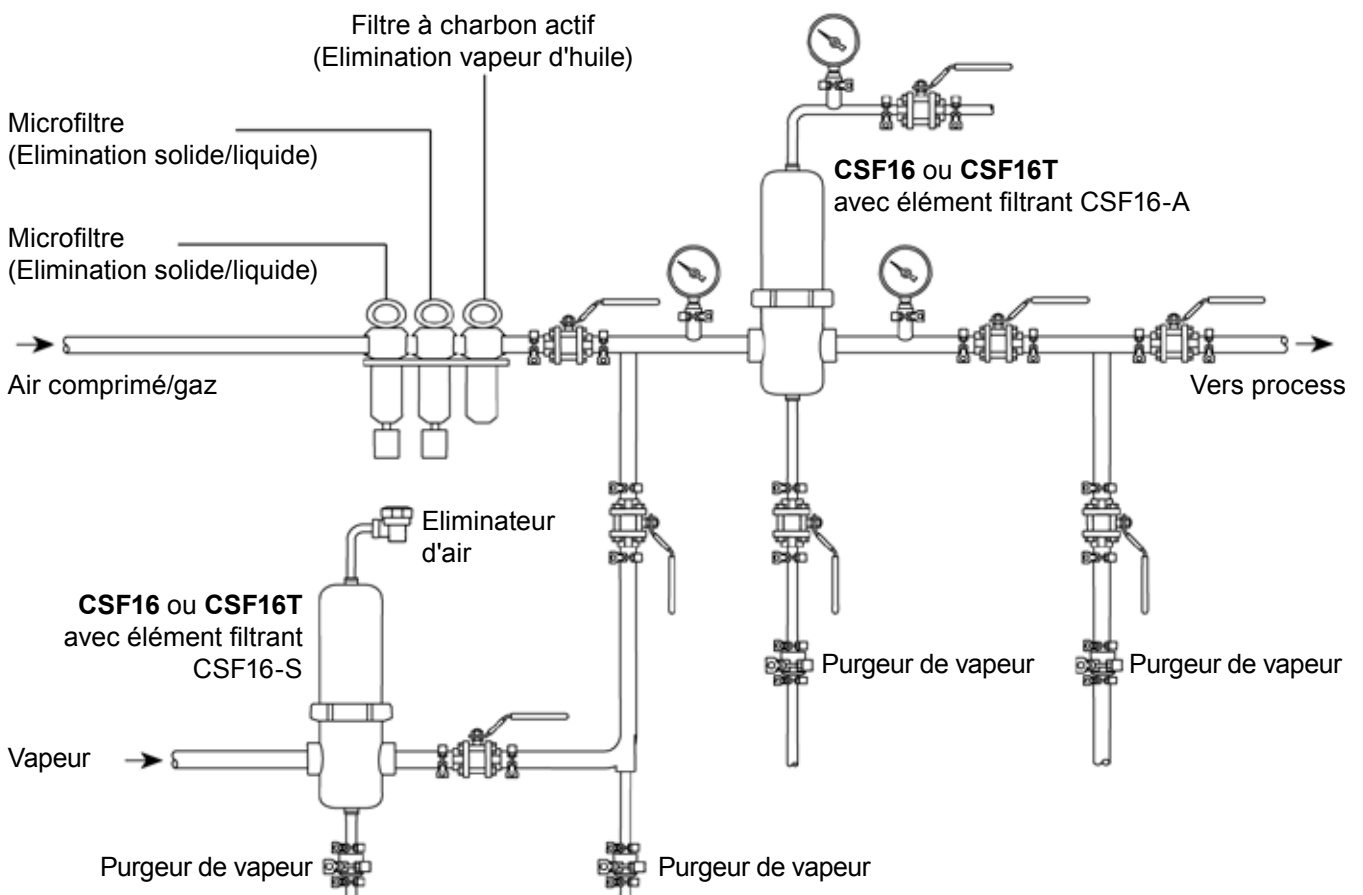 Filtre à charbon actif
(Elimination vapeur d'huile)
Microfiltre
(Elimination solide/liquide)
CSF16 ou CSF16T
avec élément filtrant CSF16-A
Microfiltre
(Elimination solide/liquide)
Air comprimé/gaz
Vers process
Eliminateur
d'air
CSF16 ou CSF16T
avec élément filtrant
CSF16-S
Purgeur de vapeur
Purgeur de vapeur
Vapeur
Purgeur de vapeur
Purgeur de vapeur